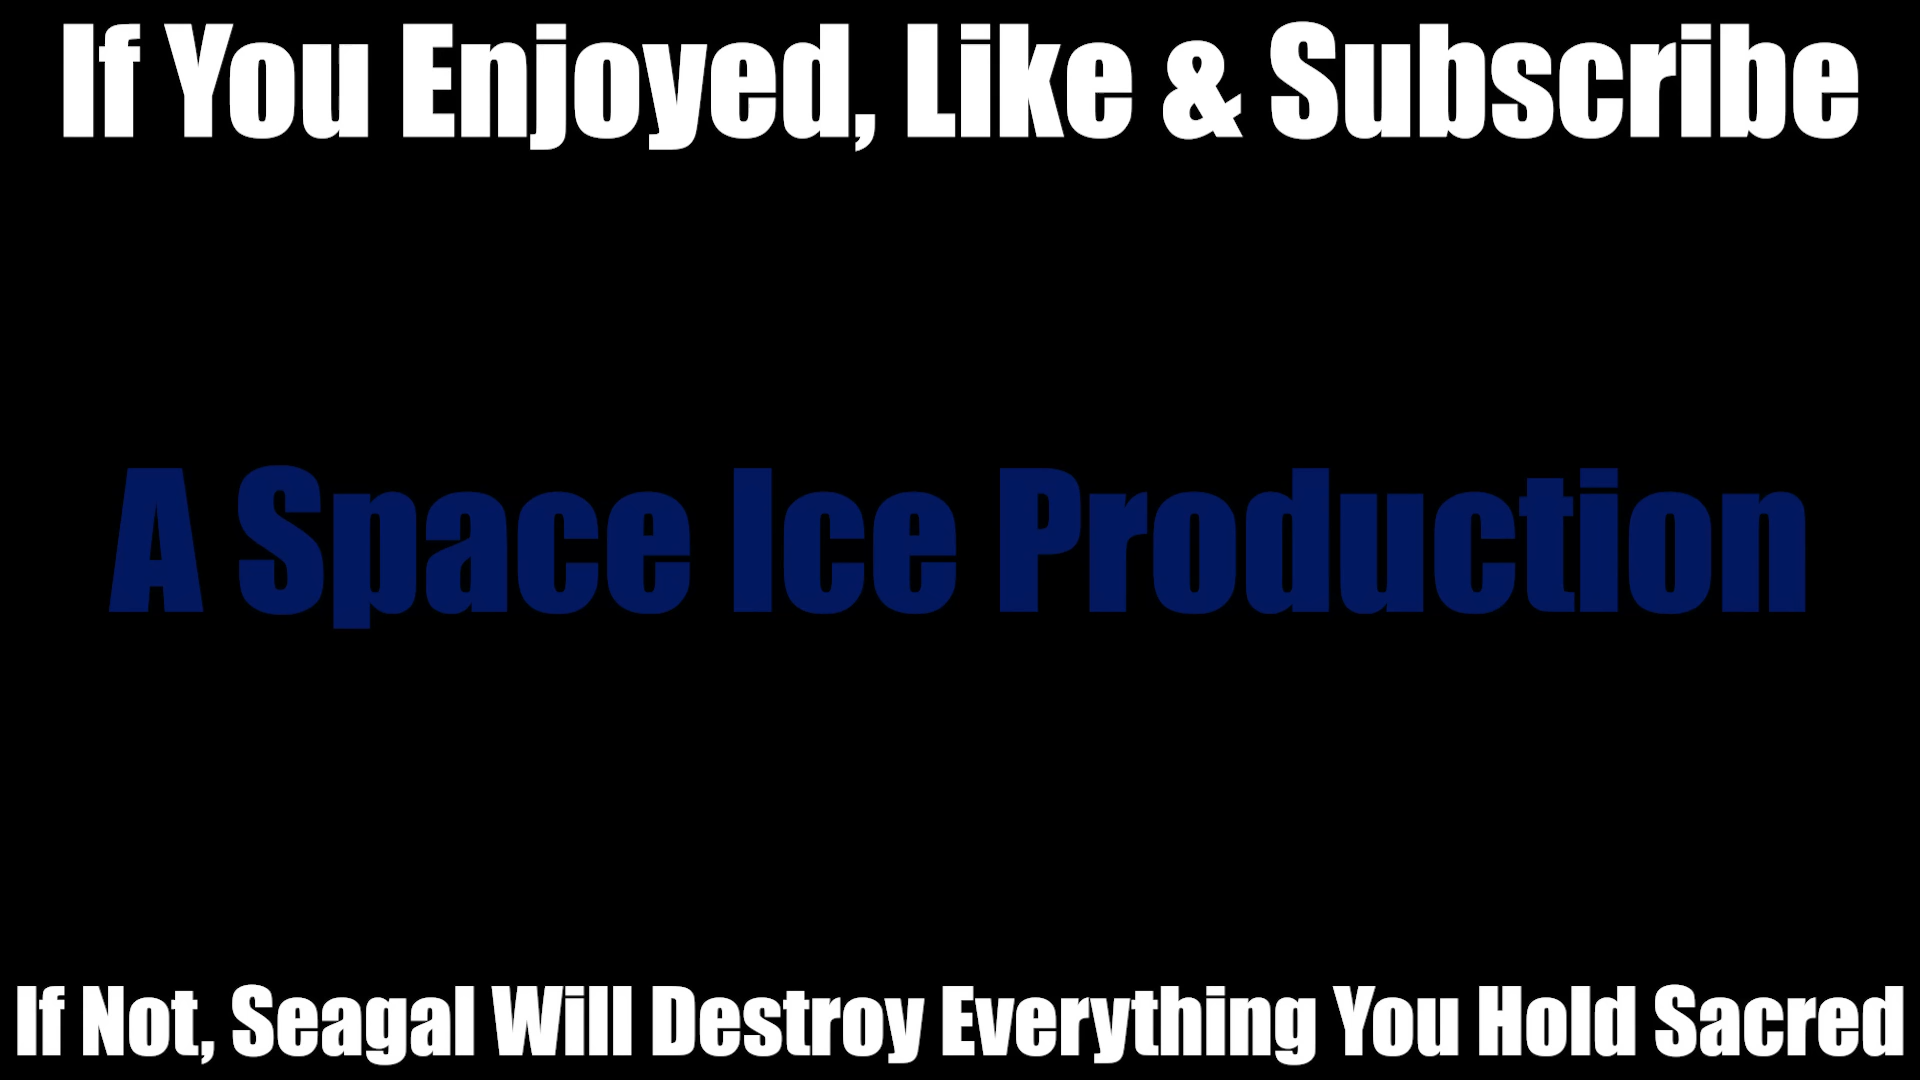 If You Enjoyed, Like & Subscribe
A Space Ice Production
If Not, Seagal Will Destroy Everything You Hold Sacred